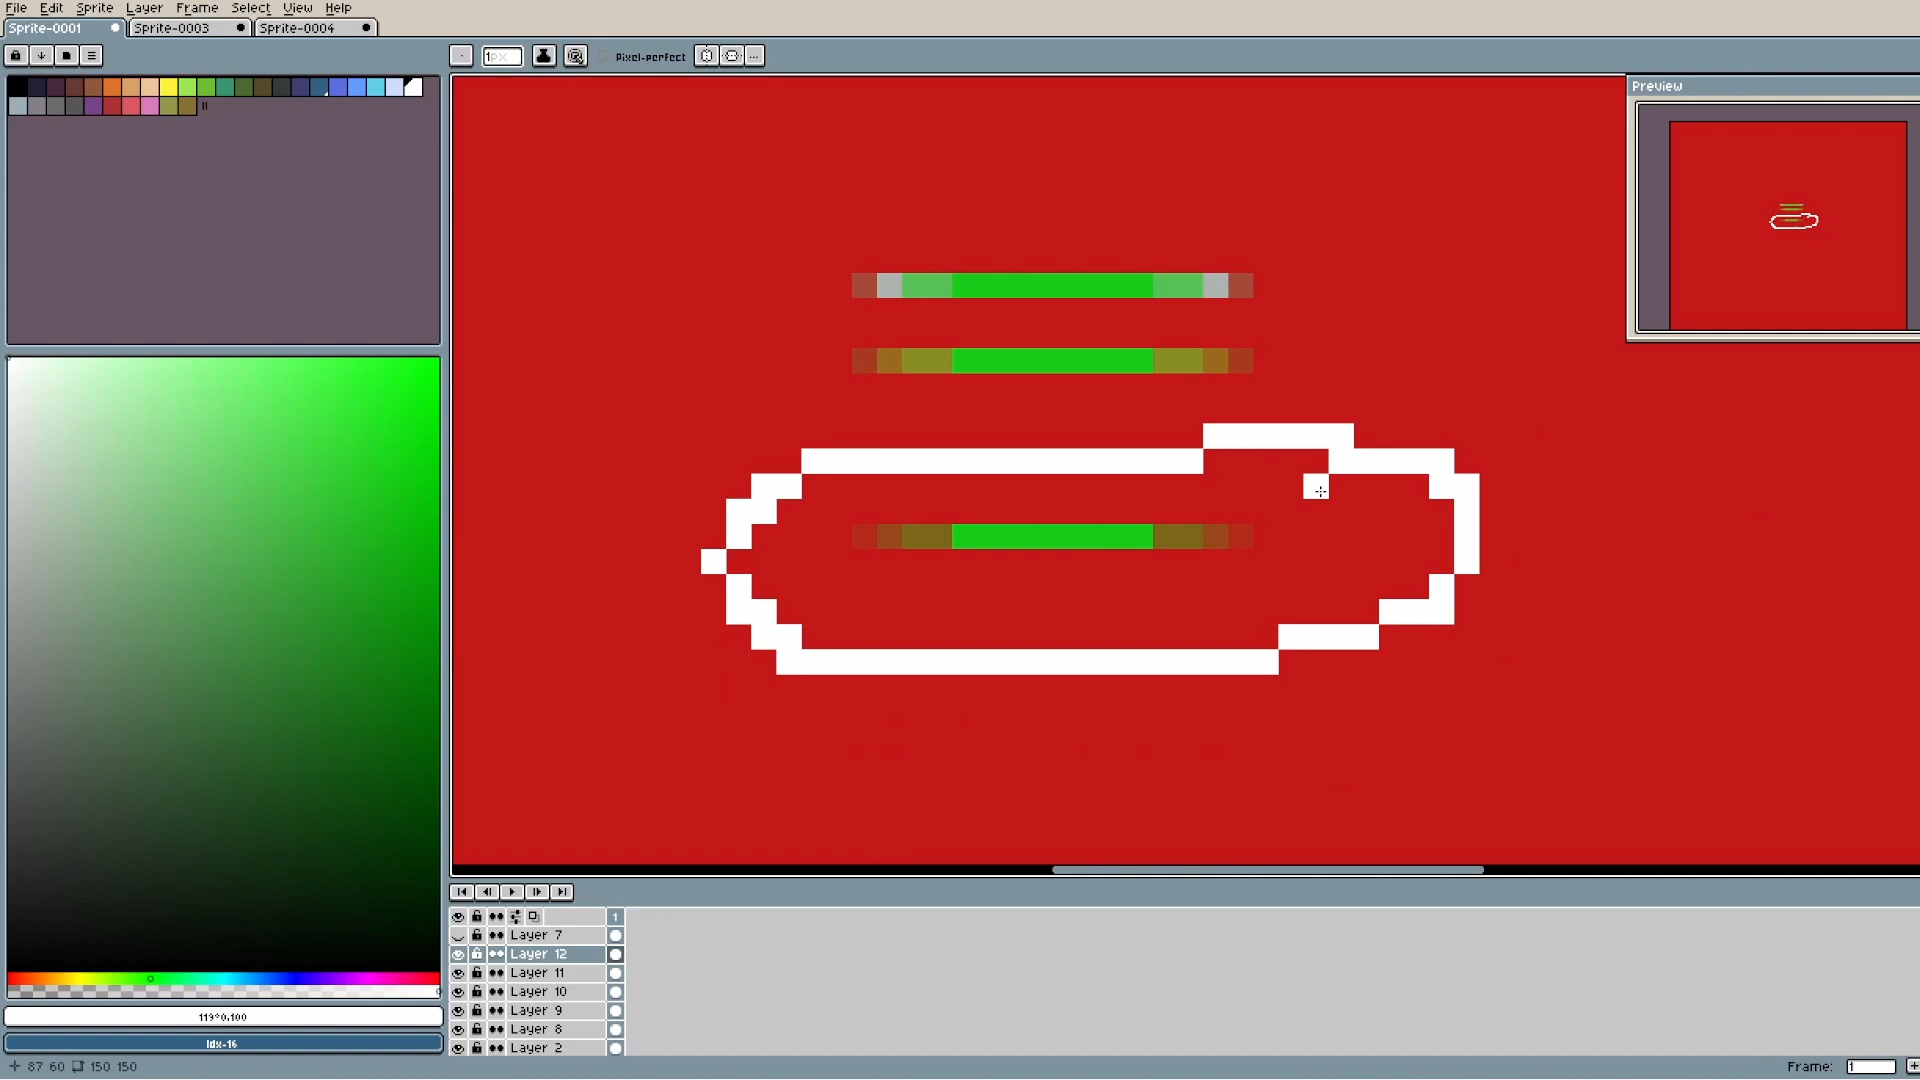 File Edit Sprite Layer Frame Select View Help
Sprite-0001 Sprite-0003 Sprite-0004
1px Pixel-perfect
Preview
1
Layer 7
Layer 12
Layer 11
Layer 10
Layer 9
Layer 8
Layer 2
119°0,100
Idx-16
87 60 150 150
Frame: 1